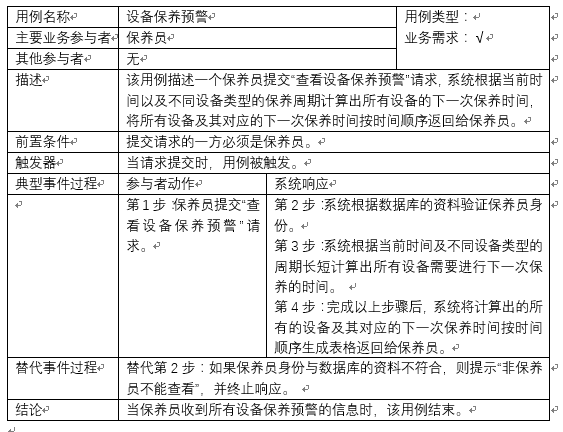 用例名称 设备保养预警 用例类型：
主要业务参与者 保养员 业务需求：√
其他参与者 无
描述 该用例描述一个保养员提交“查看设备保养预警”请求，系统根据当前时
间以及不同设备类型的保养周期计算出所有设备的下一次保养时间，
将所有设备及其对应的下一次保养时间按时间顺序返回给保养员。
前置条件 提交请求的一方必须是保养员。
触发器 当请求提交时，用例被触发。
典型事件过程 参与者动作 系统响应
第1步：保养员提交“查
看设备保养预警”请
求。
第2步：系统根据数据库的资料验证保养员身
份。
第3步：系统根据当前时间及不同设备类型的
周期长短计算出所有设备需要进行下一次保
养的时间。
第4步：完成以上步骤后，系统将计算出的所
有的设备及其对应的下一次保养时间按时间
顺序生成表格返回给保养员。
替代事件过程 替代第2步：如果保养员身份与数据库的资料不符合，则提示“非保养
员不能查看”，并终止响应。
结论 当保养员收到所有设备保养预警的信息时，该用例结束。